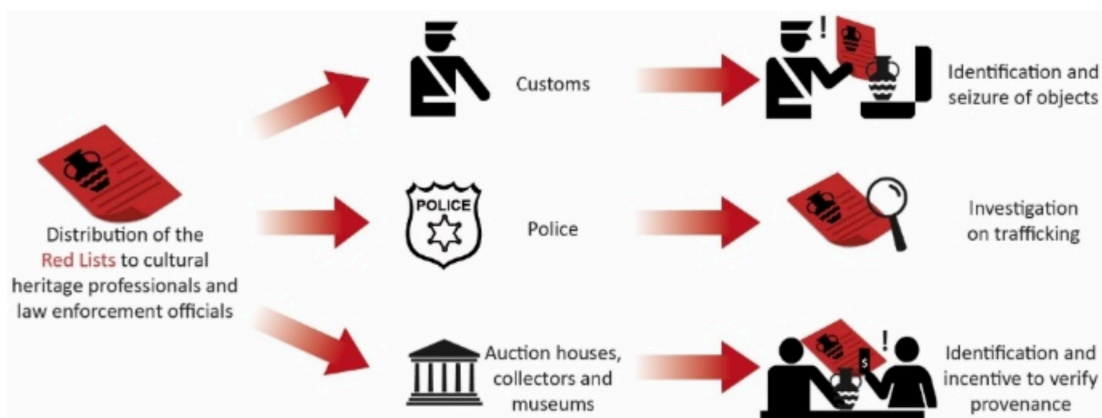 Distribution of the
Red Lists to cultural
heritage professionals and
law enforcement officials
Customs
!
Identification and
seizure of objects
POLICE
Police
Investigation
on trafficking
Auction houses,
collectors and
museums
!
$
Identification and
incentive to verify
provenance